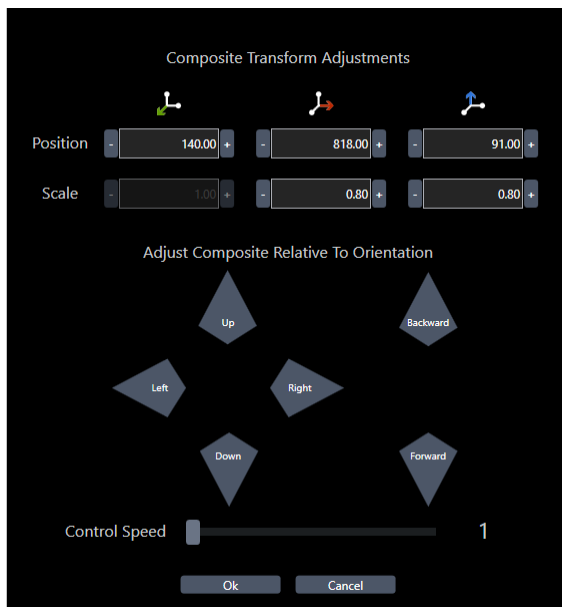 Composite Transform Adjustments
Position - 140.00 + - 818.00 + - 91.00 +
Scale - 1.00 + - 0.80 + - 0.80 +
Adjust Composite Relative To Orientation
Up Backward
Left Right
Down Forward
Control Speed 1
Ok Cancel